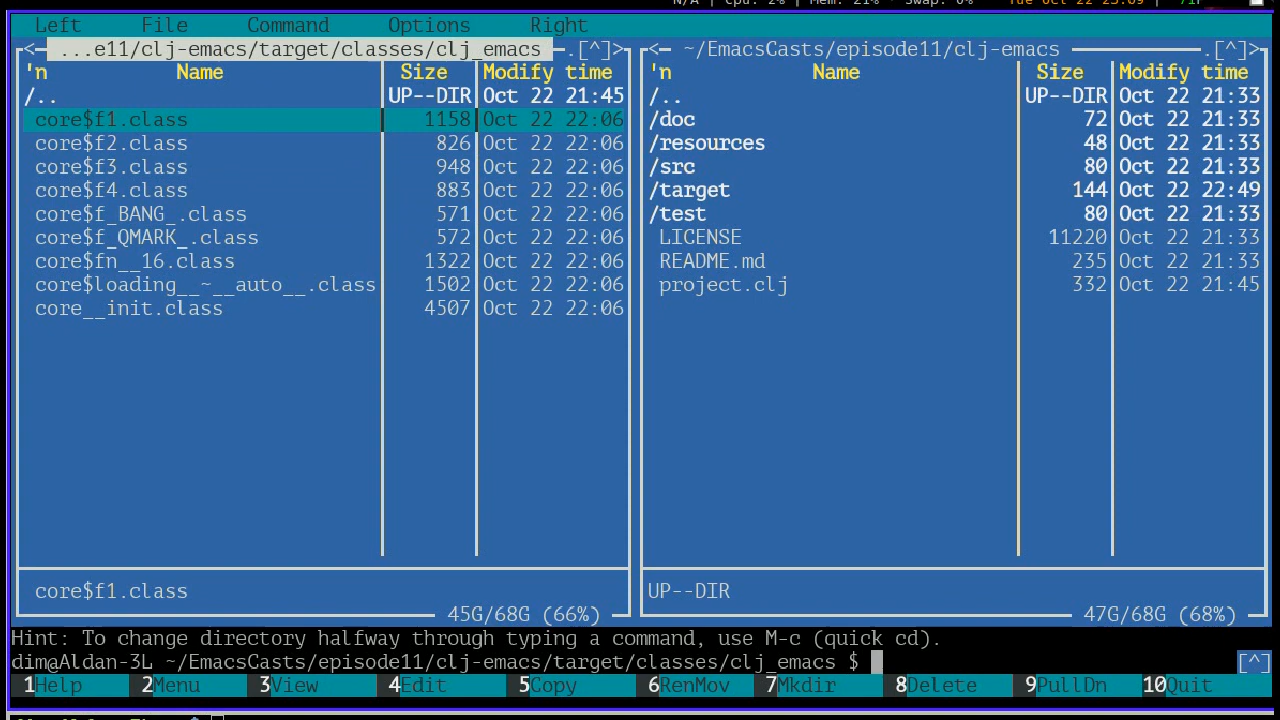 N/A | Cpu: 2% | Mem: 21% · Swap: 0% Tue Oct 22 23:09 |
Left File Command Options Right
<─ ...e11/clj-emacs/target/classes/clj_emacs ─.[^]>
'n Name Size Modify time
/.. UP--DIR Oct 22 21:45
core$f1.class 1158 Oct 22 22:06
core$f2.class 826 Oct 22 22:06
core$f3.class 948 Oct 22 22:06
core$f4.class 883 Oct 22 22:06
core$f_BANG_.class 571 Oct 22 22:06
core$f_QMARK_.class 572 Oct 22 22:06
core$fn__16.class 1322 Oct 22 22:06
core$loading__~__auto__.class 1502 Oct 22 22:06
core__init.class 4507 Oct 22 22:06
core$f1.class
45G/68G (66%)
<─ ~/EmacsCasts/episode11/clj-emacs ─.[^]>
'n Name Size Modify time
/.. UP--DIR Oct 22 21:33
/doc 72 Oct 22 21:33
/resources 48 Oct 22 21:33
/src 80 Oct 22 21:33
/target 144 Oct 22 22:49
/test 80 Oct 22 21:33
LICENSE 11220 Oct 22 21:33
README.md 235 Oct 22 21:33
project.clj 332 Oct 22 21:45
UP--DIR
47G/68G (68%)
Hint: To change directory halfway through typing a command, use M-c (quick cd).
dim@Aldan-3L ~/EmacsCasts/episode11/clj-emacs/target/classes/clj_emacs $ [^]
1Help 2Menu 3View 4Edit 5Copy 6RenMov 7Mkdir 8Delete 9PullDn 10Quit